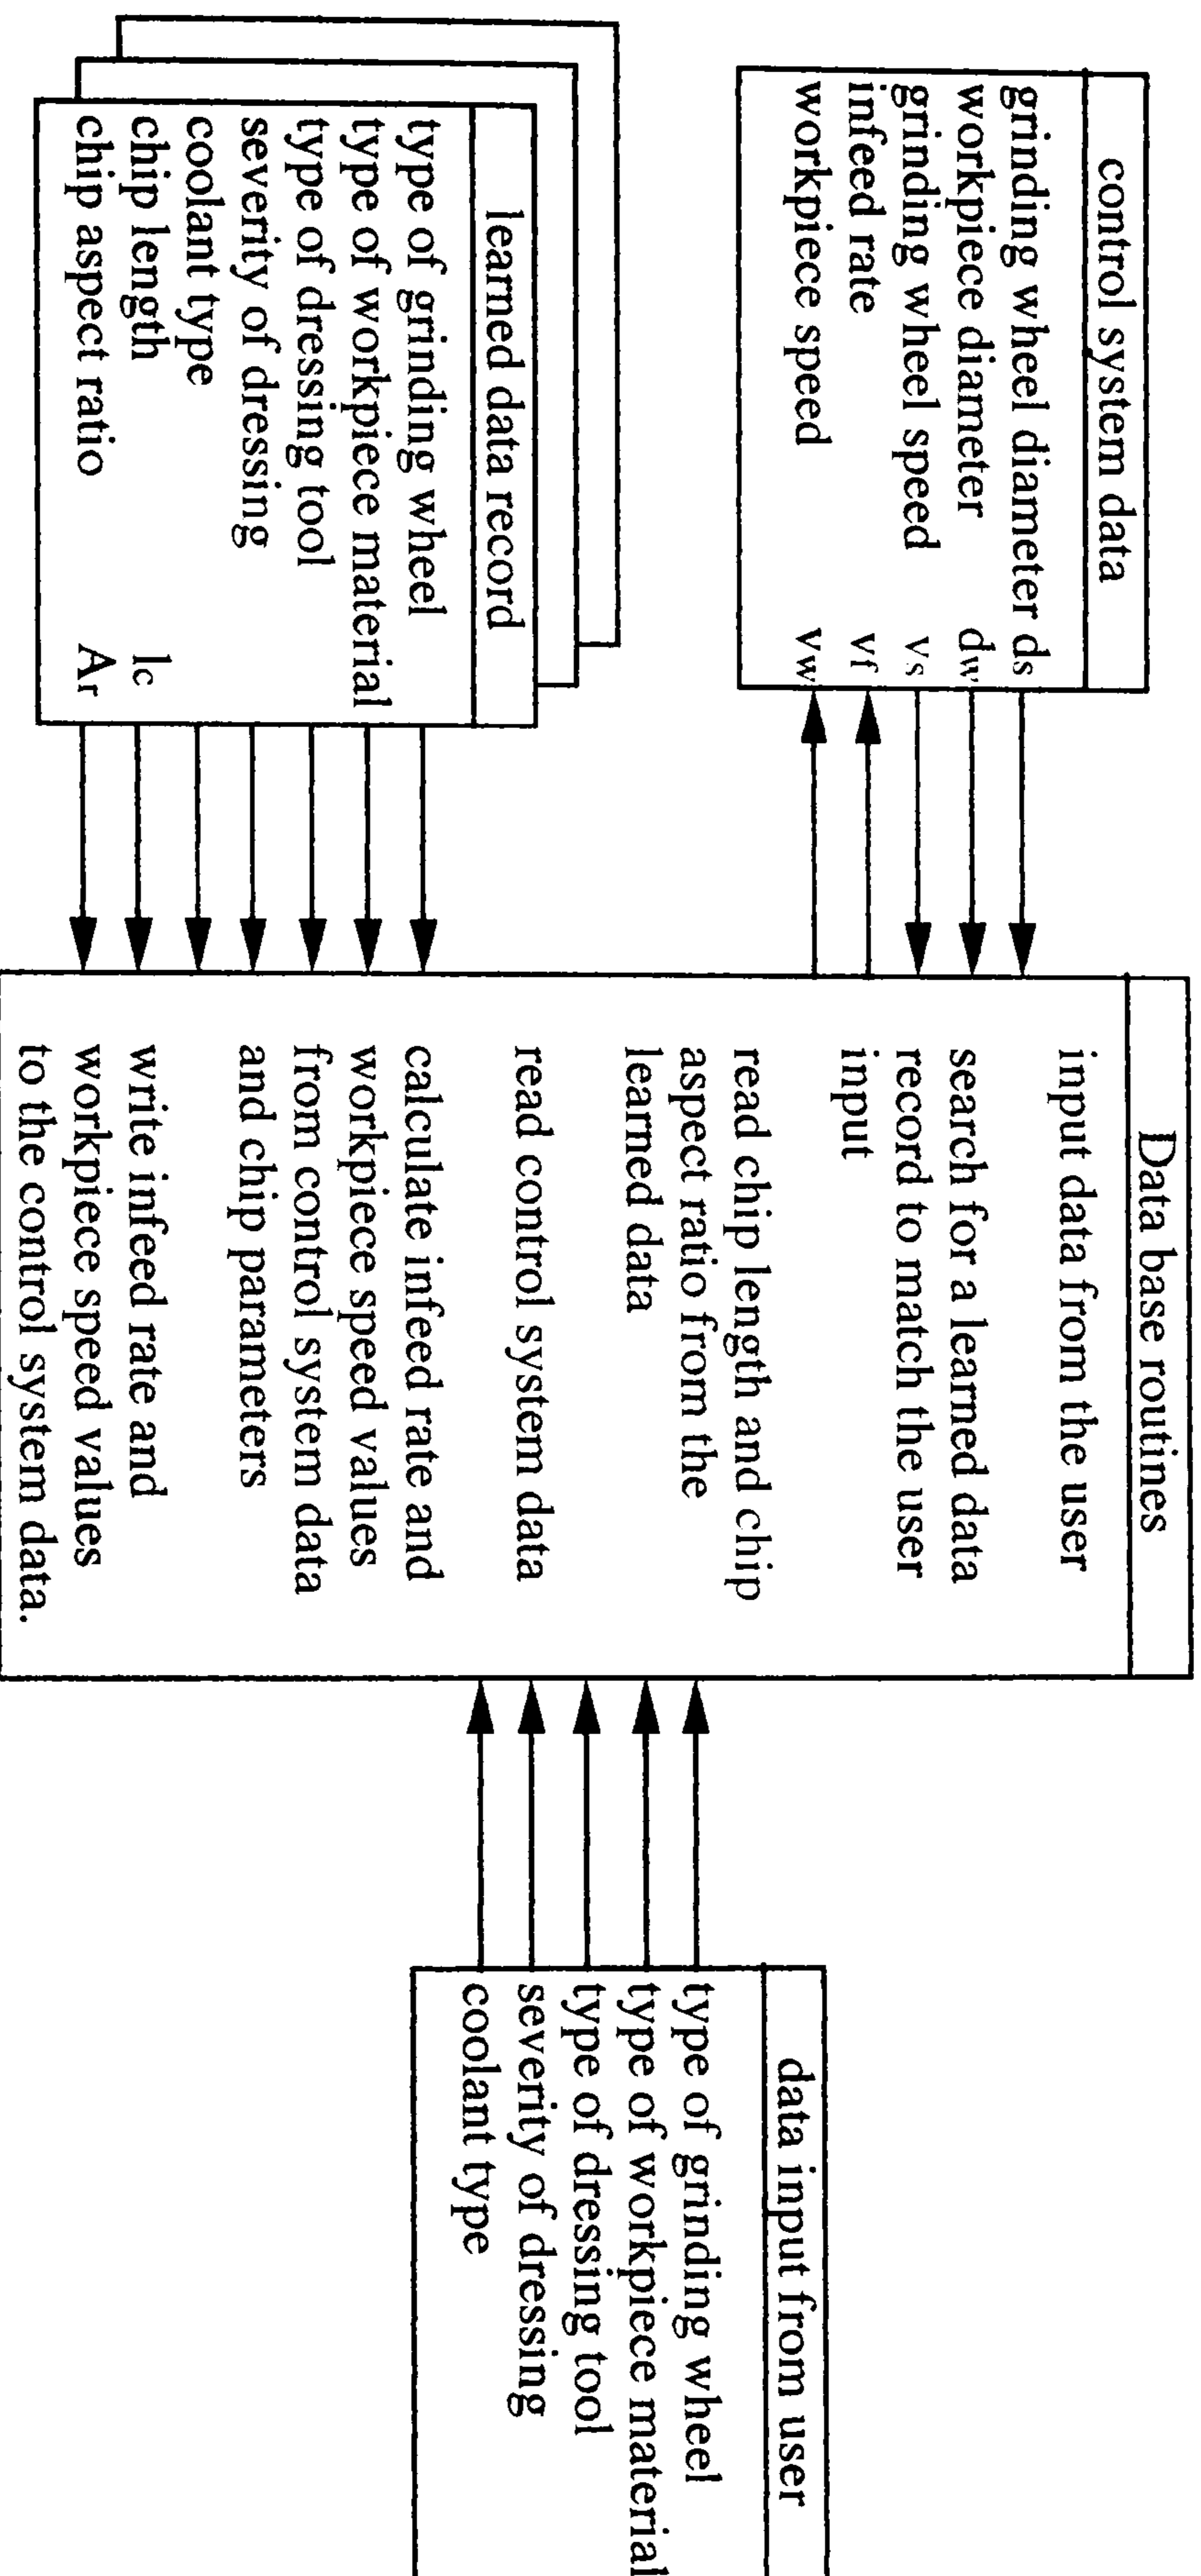 control system data
grinding wheel diameter ds
workpiece diameter dw
grinding wheel speed vs
infeed rate vf
workpiece speed vw
learned data record
type of grinding wheel
type of workpiece material
type of dressing tool
severity of dressing
coolant type
chip length lc
chip aspect ratio Ar
Data base routines
input data from the user
search for a learned data
record to match the user
input
read chip length and chip
aspect ratio from the
learned data
read control system data
calculate infeed rate and
workpiece speed values
from control system data
and chip parameters
write infeed rate and
workpiece speed values
to the control system data.
data input from user
type of grinding wheel
type of workpiece material
type of dressing tool
severity of dressing
coolant type